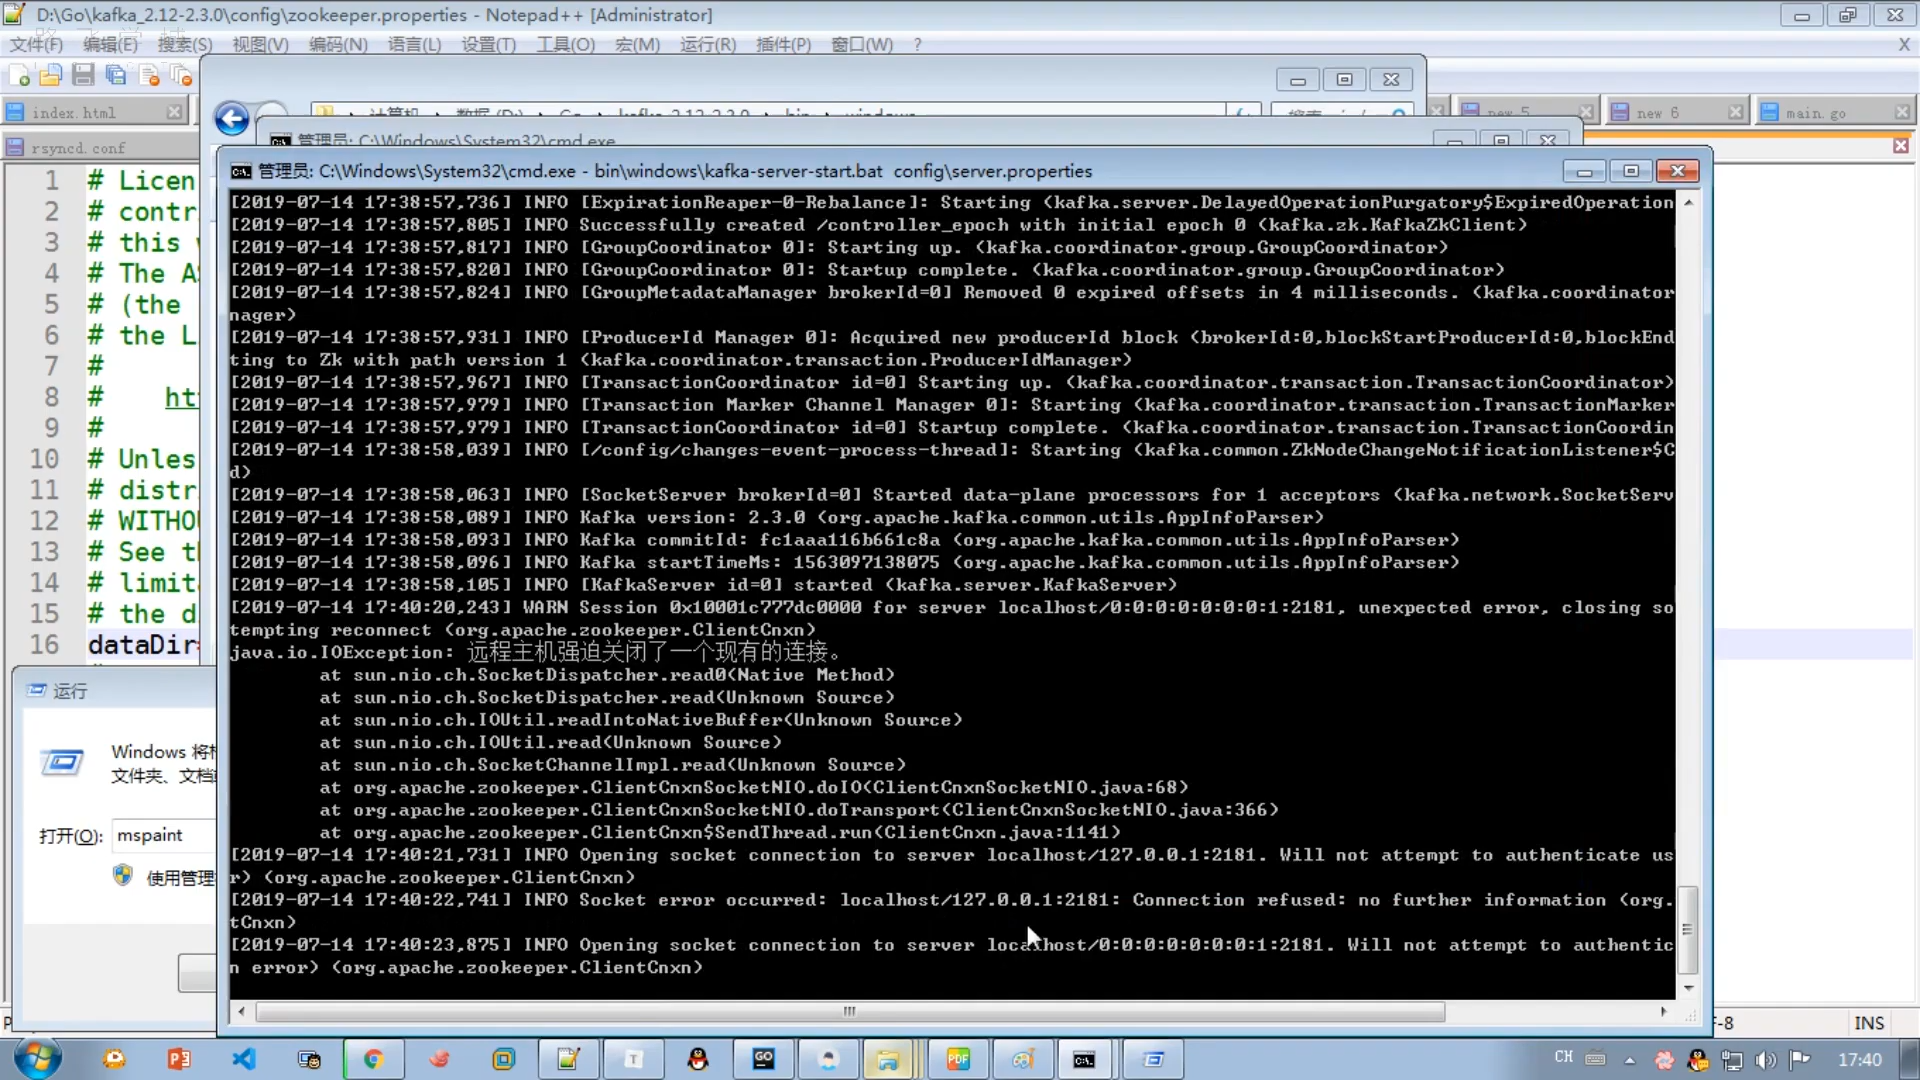 D:\Go\kafka_2.12-2.3.0\config\zookeeper.properties - Notepad++ [Administrator]
文件(F) 编辑(E) 搜索(S) 视图(V) 编码(N) 语言(L) 设置(T) 工具(O) 宏(M) 运行(R) 插件(P) 窗口(W) ? X
index.html new 5 new 6 main.go
计算机 数据 (D:) Go kafka_2.12-2.3.0 bin windows
管理员: C:\Windows\System32\cmd.exe
rsyncd.conf
管理员: C:\Windows\System32\cmd.exe - bin\windows\kafka-server-start.bat  config\server.properties
1 # Licen
2 # contr
3 # this w
4 # The AS
5 # (the
6 # the L
7 #
8 # htt
9 #
10 # Unles
11 # distr
12 # WITHOU
13 # See th
14 # limita
15 # the d
16 dataDir=
[2019-07-14 17:38:57,736] INFO [ExpirationReaper-0-Rebalance]: Starting (kafka.server.DelayedOperationPurgatory$ExpiredOperation
[2019-07-14 17:38:57,805] INFO Successfully created /controller_epoch with initial epoch 0 (kafka.zk.KafkaZkClient)
[2019-07-14 17:38:57,817] INFO [GroupCoordinator 0]: Starting up. (kafka.coordinator.group.GroupCoordinator)
[2019-07-14 17:38:57,820] INFO [GroupCoordinator 0]: Startup complete. (kafka.coordinator.group.GroupCoordinator)
[2019-07-14 17:38:57,824] INFO [GroupMetadataManager brokerId=0] Removed 0 expired offsets in 4 milliseconds. (kafka.coordinator
nager)
[2019-07-14 17:38:57,931] INFO [ProducerId Manager 0]: Acquired new producerId block (brokerId:0,blockStartProducerId:0,blockEnd
ting to Zk with path version 1 (kafka.coordinator.transaction.ProducerIdManager)
[2019-07-14 17:38:57,967] INFO [TransactionCoordinator id=0] Starting up. (kafka.coordinator.transaction.TransactionCoordinator)
[2019-07-14 17:38:57,979] INFO [Transaction Marker Channel Manager 0]: Starting (kafka.coordinator.transaction.TransactionMarker
[2019-07-14 17:38:57,979] INFO [TransactionCoordinator id=0] Startup complete. (kafka.coordinator.transaction.TransactionCoordin
[2019-07-14 17:38:58,039] INFO [/config/changes-event-process-thread]: Starting (kafka.common.ZkNodeChangeNotificationListener$C
d)
[2019-07-14 17:38:58,063] INFO [SocketServer brokerId=0] Started data-plane processors for 1 acceptors (kafka.network.SocketServ
[2019-07-14 17:38:58,089] INFO Kafka version: 2.3.0 (org.apache.kafka.common.utils.AppInfoParser)
[2019-07-14 17:38:58,093] INFO Kafka commitId: fc1aaa116b661c8a (org.apache.kafka.common.utils.AppInfoParser)
[2019-07-14 17:38:58,096] INFO Kafka startTimeMs: 1563097138075 (org.apache.kafka.common.utils.AppInfoParser)
[2019-07-14 17:38:58,105] INFO [KafkaServer id=0] started (kafka.server.KafkaServer)
[2019-07-14 17:40:20,243] WARN Session 0x10001c777dc0000 for server localhost/0:0:0:0:0:0:0:1:2181, unexpected error, closing so
tempting reconnect (org.apache.zookeeper.ClientCnxn)
java.io.IOException: 远程主机强迫关闭了一个现有的连接。
at sun.nio.ch.SocketDispatcher.read0(Native Method)
at sun.nio.ch.SocketDispatcher.read(Unknown Source)
at sun.nio.ch.IOUtil.readIntoNativeBuffer(Unknown Source)
at sun.nio.ch.IOUtil.read(Unknown Source)
at sun.nio.ch.SocketChannelImpl.read(Unknown Source)
at org.apache.zookeeper.ClientCnxnSocketNIO.doIO(ClientCnxnSocketNIO.java:68)
at org.apache.zookeeper.ClientCnxnSocketNIO.doTransport(ClientCnxnSocketNIO.java:366)
at org.apache.zookeeper.ClientCnxn$SendThread.run(ClientCnxn.java:1141)
[2019-07-14 17:40:21,731] INFO Opening socket connection to server localhost/127.0.0.1:2181. Will not attempt to authenticate us
r) (org.apache.zookeeper.ClientCnxn)
[2019-07-14 17:40:22,741] INFO Socket error occurred: localhost/127.0.0.1:2181: Connection refused: no further information (org.
tCnxn)
[2019-07-14 17:40:23,875] INFO Opening socket connection to server localhost/0:0:0:0:0:0:0:1:2181. Will not attempt to authentic
n error) (org.apache.zookeeper.ClientCnxn)
运行
Windows 将
文件夹、文档
打开(O): mspaint
使用管理
F-8 INS
CH 17:40